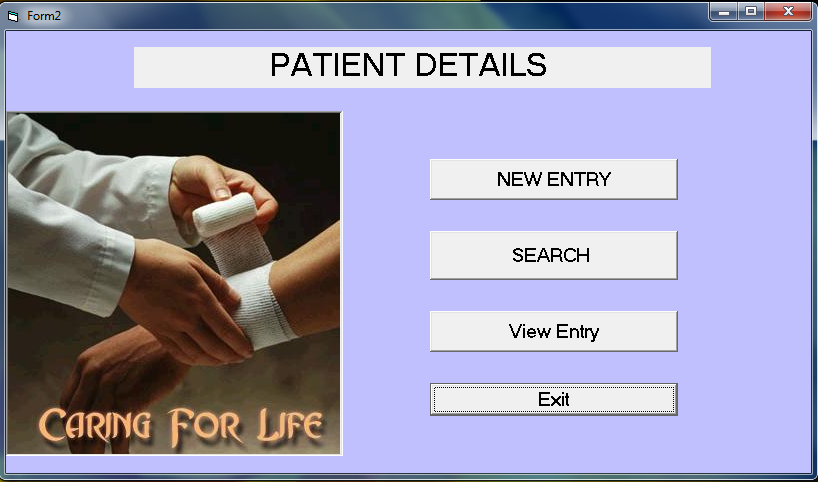 Form2
PATIENT DETAILS
NEW ENTRY
SEARCH
View Entry
Exit
CARING FOR LIFE